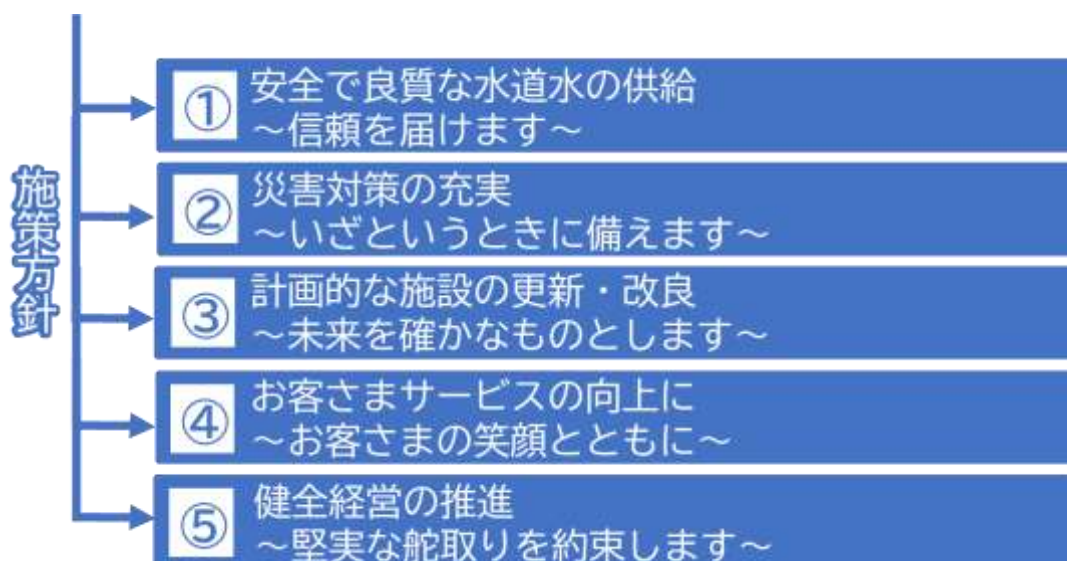 施策方針
① 安全で良質な水道水の供給
～信頼を届けます～
② 災害対策の充実
～いざというときに備えます～
③ 計画的な施設の更新・改良
～未来を確かなものとします～
④ お客さまサービスの向上に
～お客さまの笑顔とともに～
⑤ 健全経営の推進
～堅実な舵取りを約束します～